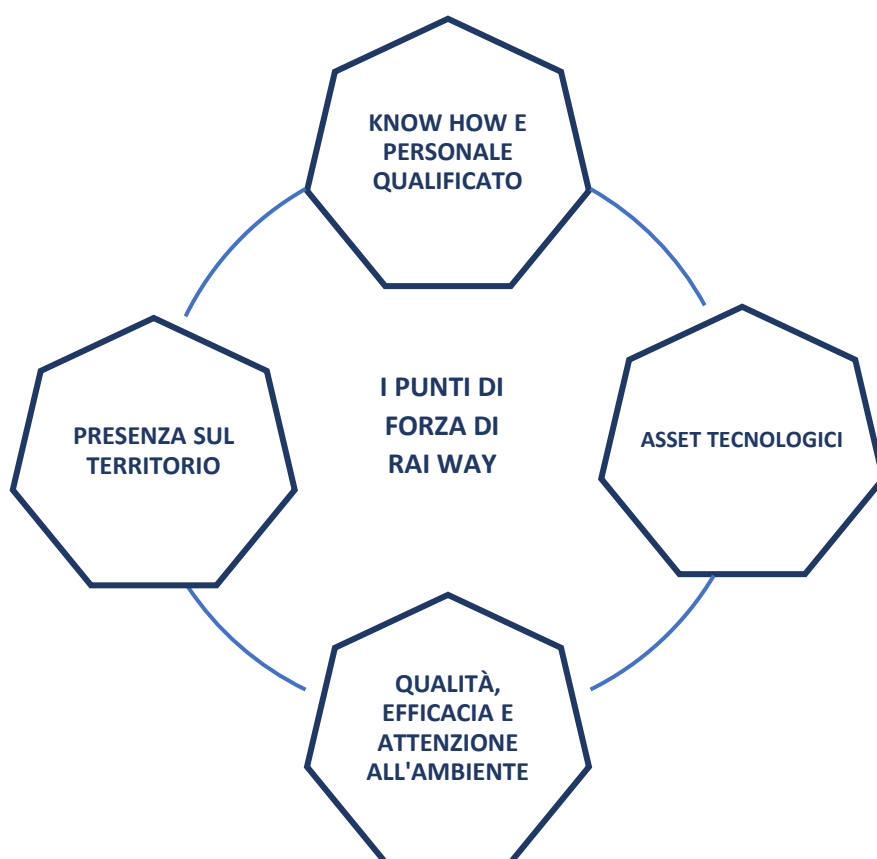 KNOW HOW E
PERSONALE
QUALIFICATO
I PUNTI DI
FORZA DI
RAI WAY
PRESENZA SUL
TERRITORIO
ASSET TECNOLOGICI
QUALITÀ,
EFFICACIA E
ATTENZIONE
ALL'AMBIENTE